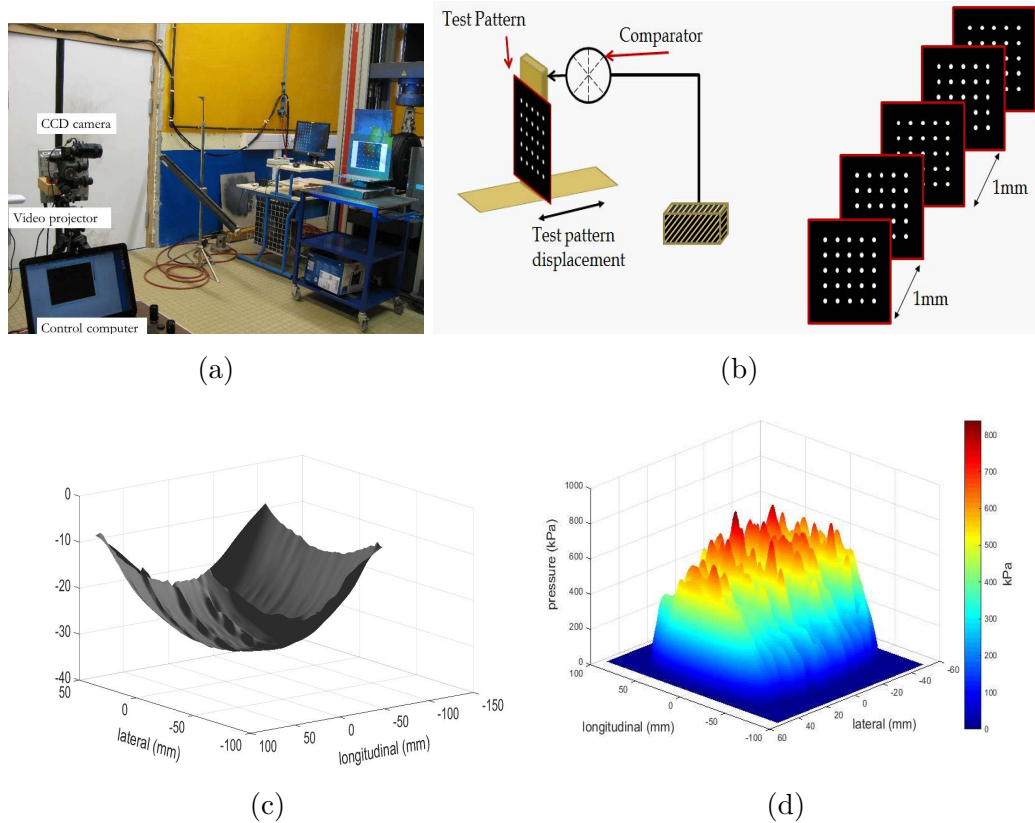 CCD camera
Video projector
Control computer
(a)
Test Pattern
Comparator
Test pattern
displacement
1mm
1mm
(b)
0
-10
-20
-30
-40
50
0
-50
-100
lateral (mm)
100
50
0
-50
-100
-150
longitudinal (mm)
(c)
1000
800
600
400
200
0
pressure (kPa)
100
50
0
-50
-100
longitudinal (mm)
60
40
20
0
-20
-40
-60
lateral (mm)
800
700
600
500
400
300
200
100
0
kPa
(d)